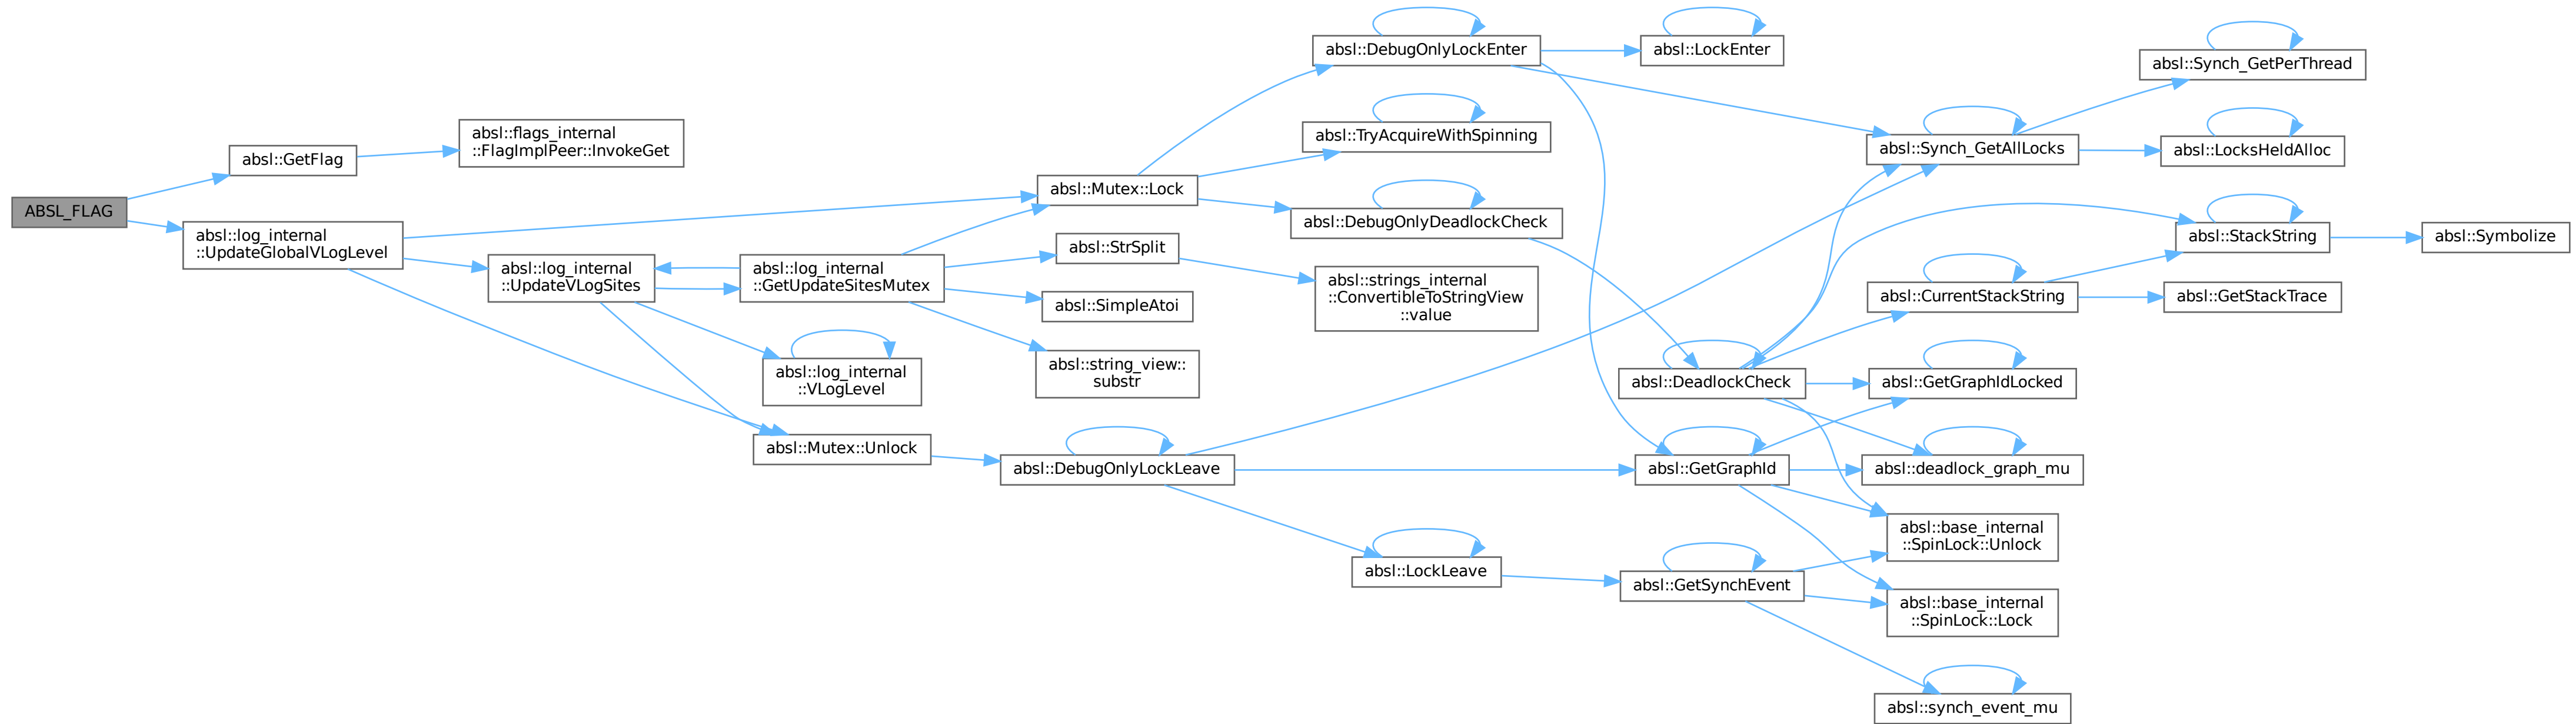 ABSL_FLAG
absl::GetFlag
absl::flags_internal
::FlagImplPeer::InvokeGet
absl::log_internal
::UpdateGlobalVLogLevel
absl::log_internal
::UpdateVLogSites
absl::log_internal
::GetUpdateSitesMutex
absl::log_internal
::VLogLevel
absl::Mutex::Unlock
absl::Mutex::Lock
absl::StrSplit
absl::SimpleAtoi
absl::string_view::
substr
absl::DebugOnlyLockLeave
absl::DebugOnlyLockEnter
absl::TryAcquireWithSpinning
absl::DebugOnlyDeadlockCheck
absl::strings_internal
::ConvertibleToStringView
::value
absl::LockLeave
absl::LockEnter
absl::DeadlockCheck
absl::GetGraphId
absl::GetSynchEvent
absl::Synch_GetAllLocks
absl::CurrentStackString
absl::GetGraphIdLocked
absl::deadlock_graph_mu
absl::base_internal
::SpinLock::Unlock
absl::base_internal
::SpinLock::Lock
absl::synch_event_mu
absl::Synch_GetPerThread
absl::LocksHeldAlloc
absl::StackString
absl::GetStackTrace
absl::Symbolize